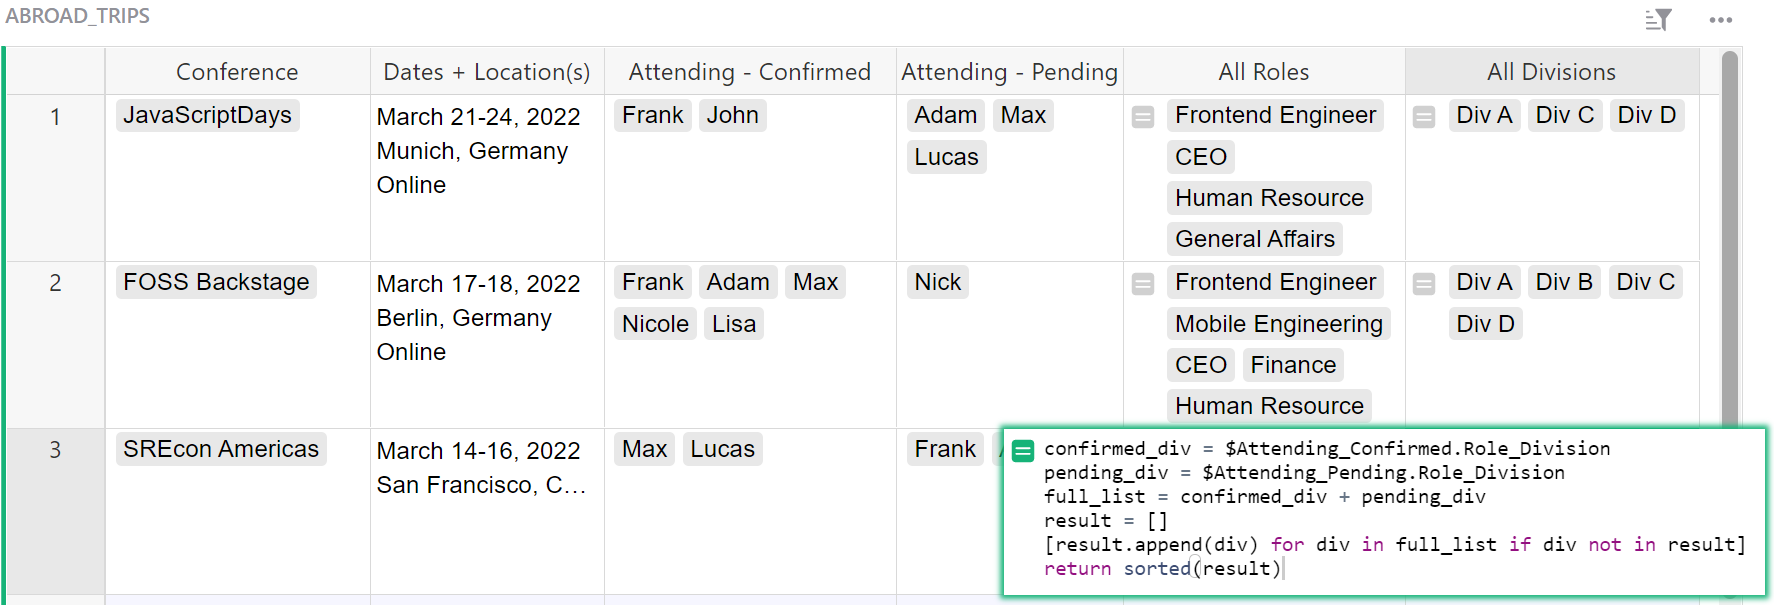 ABROAD_TRIPS
Conference Dates + Location(s) Attending - Confirmed Attending - Pending All Roles All Divisions
1 JavaScriptDays
March 21-24, 2022
Munich, Germany
Online
Frank John
Adam Max
Lucas
Frontend Engineer
CEO
Human Resource
General Affairs
Div A Div C Div D
2 FOSS Backstage
March 17-18, 2022
Berlin, Germany
Online
Frank Adam Max
Nicole Lisa
Nick
Frontend Engineer
Mobile Engineering
CEO Finance
Human Resource
Div A Div B Div C
Div D
3 SREcon Americas
March 14-16, 2022
San Francisco, C…
Max Lucas
Frank
confirmed_div = $Attending_Confirmed.Role_Division
pending_div = $Attending_Pending.Role_Division
full_list = confirmed_div + pending_div
result = []
[result.append(div) for div in full_list if div not in result]
return sorted(result)